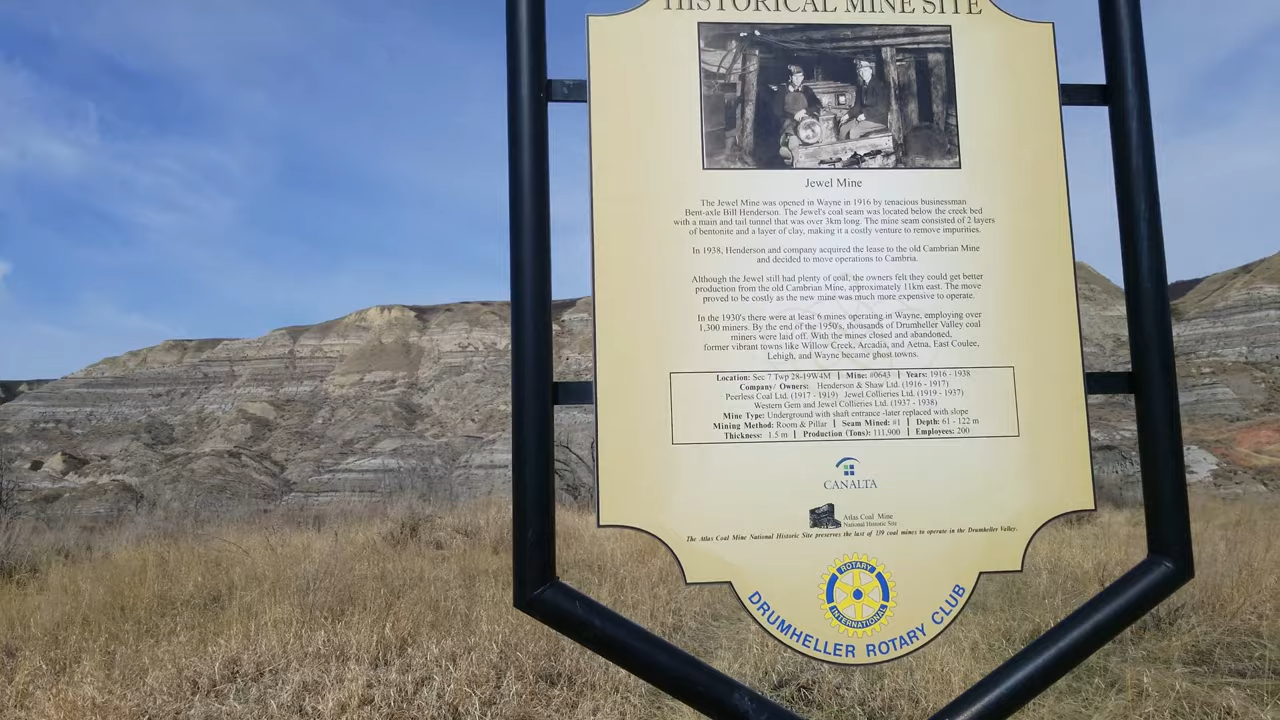 HISTORICAL MINE SITE
Jewel Mine
The Jewel Mine was opened in Wayne in 1916 by tenacious businessman
Bent-axle Bill Henderson. The Jewel's coal seam was located below the creek bed
with a main and tail tunnel that was over 3km long. The mine seam consisted of 2 layers
of bentonite and a layer of clay, making it a costly venture to remove impurities.
In 1938, Henderson and company acquired the lease to the old Cambrian Mine
and decided to move operations to Cambria.
Although the Jewel still had plenty of coal, the owners felt they could get better
production from the old Cambrian Mine, approximately 11km east. The move
proved to be costly as the new mine was much more expensive to operate.
In the 1930's there were at least 6 mines operating in Wayne, employing over
1,300 miners. By the end of the 1950's, thousands of Drumheller Valley coal
miners were laid off. With the mines closed and abandoned,
former vibrant towns like Willow Creek, Arcadia, and Aetna, East Coulee,
Lehigh, and Wayne became ghost towns.
Location: Sec 7 Twp 28-19W4M | Mine: #0643 | Years: 1916 - 1938
Company/ Owners: Henderson & Shaw Ltd. (1916 - 1917)
Peerless Coal Ltd. (1917 - 1919) Jewel Collieries Ltd. (1919 - 1937)
Western Gem and Jewel Collieries Ltd. (1937 - 1938)
Mine Type: Underground with shaft entrance -later replaced with slope
Mining Method: Room & Pillar | Seam Mined: #1 | Depth: 61 - 122 m
Thickness: 1.5 m | Production (Tons): 111,900 | Employees: 200
CANALTA
Atlas Coal Mine
National Historic Site
The Atlas Coal Mine National Historic Site preserves the last of 139 coal mines to operate in the Drumheller Valley.
ROTARY
INTERNATIONAL
DRUMHELLER ROTARY CLUB